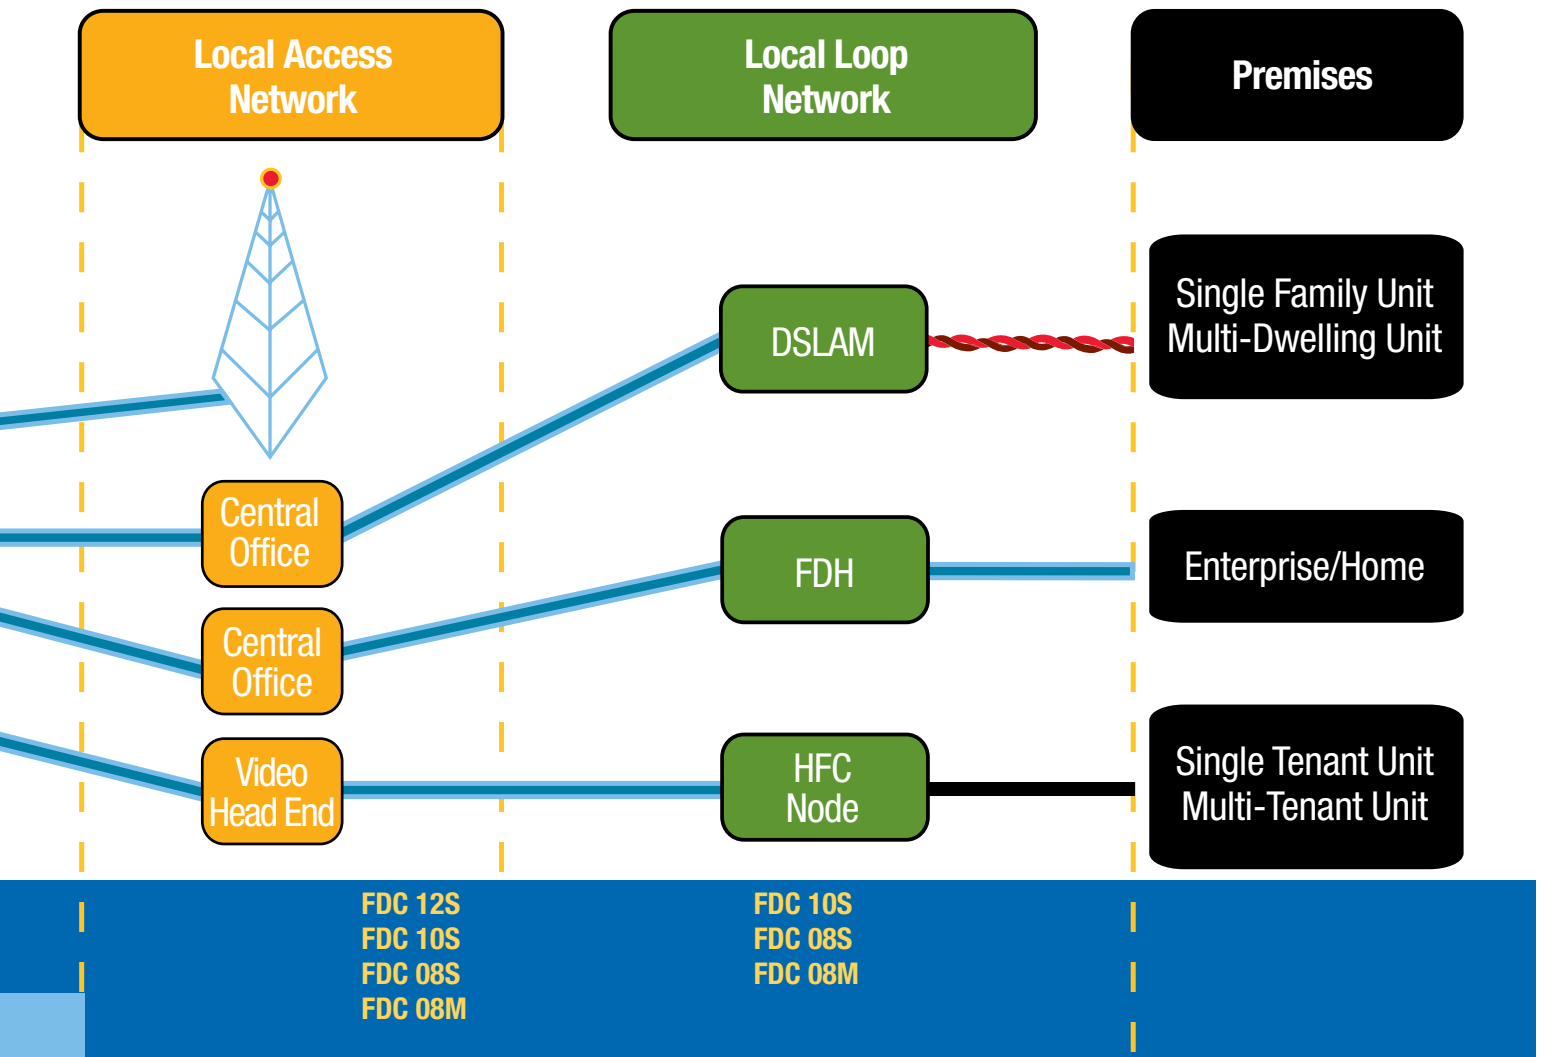 Local Access
Network
Local Loop
Network
Premises
Single Family Unit
Multi-Dwelling Unit
DSLAM
Central
Office
FDH
Enterprise/Home
Central
Office
Video
Head End
HFC
Node
Single Tenant Unit
Multi-Tenant Unit
FDC 12S
FDC 10S
FDC 08S
FDC 08M
FDC 10S
FDC 08S
FDC 08M